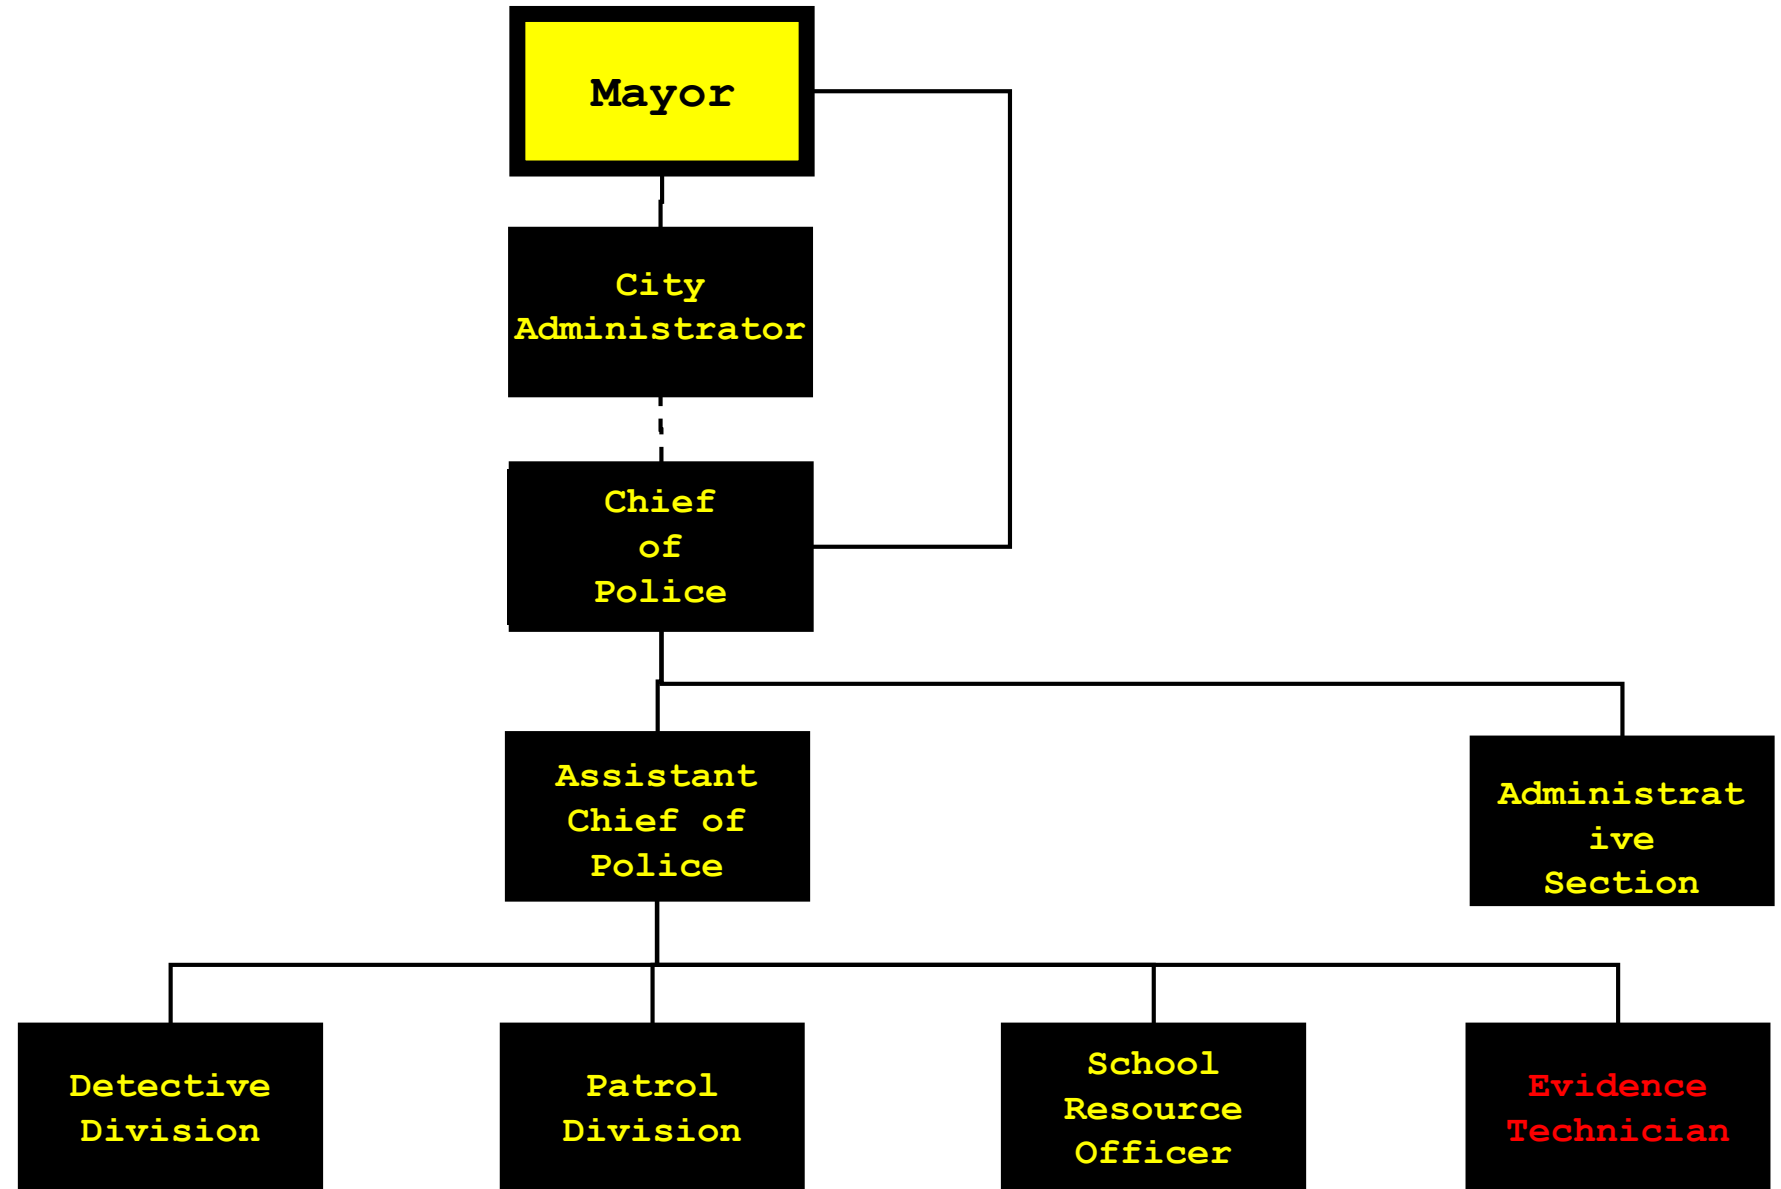 Mayor
City
Administrator
Chief
of
Police
Assistant
Chief of
Police
Administrat
ive
Section
Detective
Division
Patrol
Division
School
Resource
Officer
Evidence
Technician